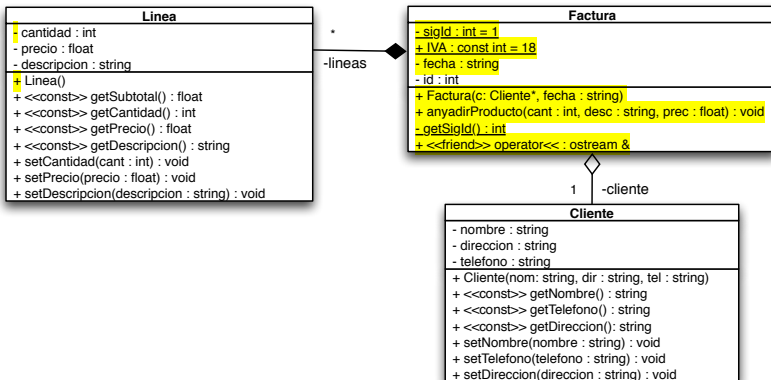 Linea
- cantidad : int
- precio : float
- descripcion : string
+ Linea()
+ <<const>> getSubtotal() : float
+ <<const>> getCantidad() : int
+ <<const>> getPrecio() : float
+ <<const>> getDescripcion() : string
+ setCantidad(cant : int) : void
+ setPrecio(precio : float) : void
+ setDescripcion(descripcion : string) : void
*
-lineas
Factura
- sigId : int = 1
+ IVA : const int = 18
- fecha : string
- id : int
+ Factura(c: Cliente*, fecha : string)
+ anyadirProducto(cant : int, desc : string, prec : float) : void
- getSigId() : int
+ <<friend>> operator<< : ostream &
1
-cliente
Cliente
- nombre : string
- direccion : string
- telefono : string
+ Cliente(nom: string, dir : string, tel : string)
+ <<const>> getNombre() : string
+ <<const>> getTelefono() : string
+ <<const>> getDireccion(): string
+ setNombre(nombre : string) : void
+ setTelefono(telefono : string) : void
+ setDireccion(direccion : string) : void